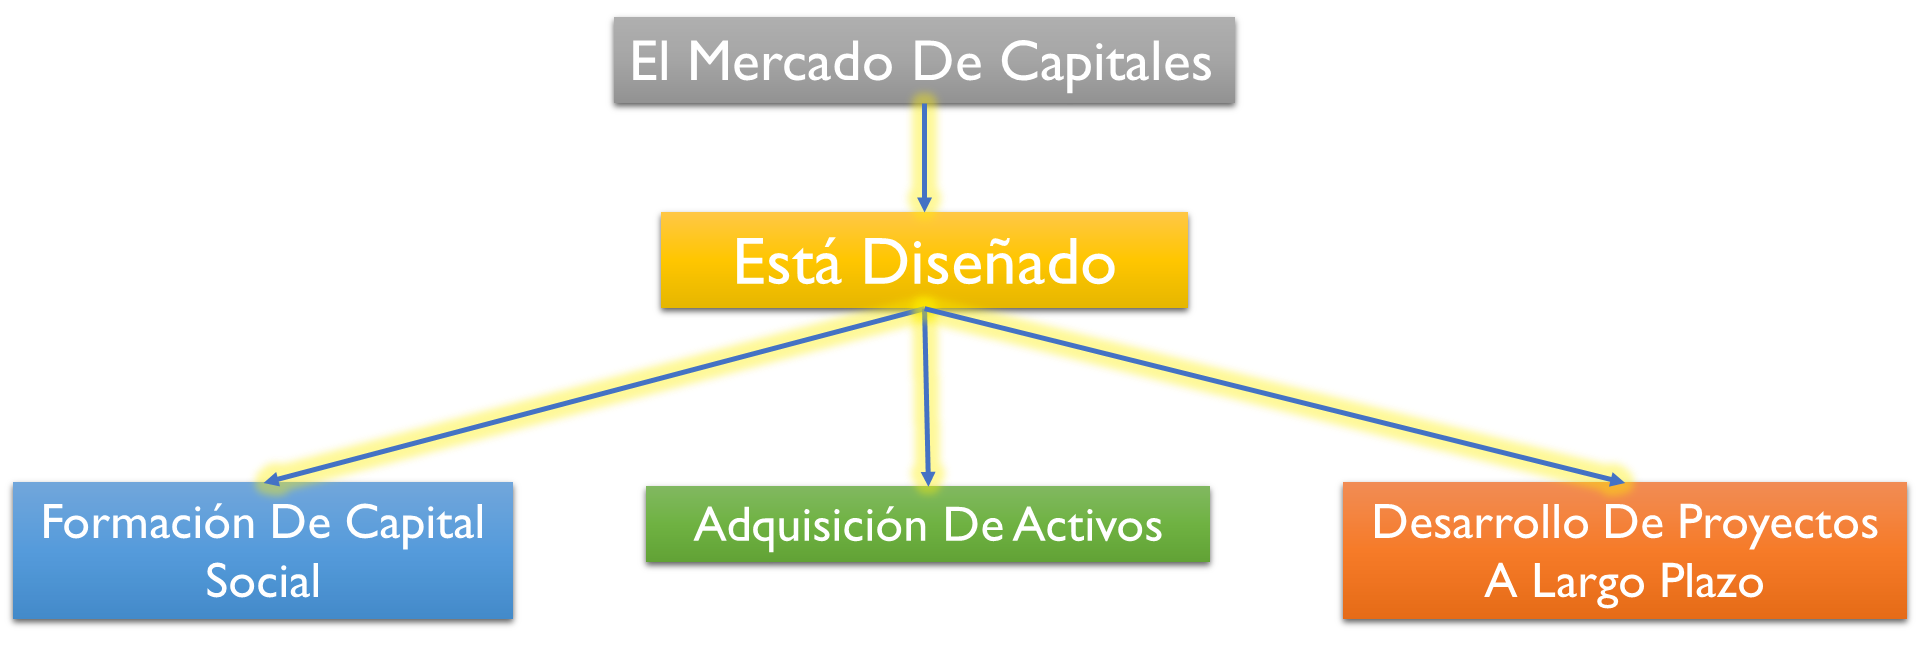 El Mercado De Capitales
Está Diseñado
Formación De Capital
Social
Adquisición De Activos
Desarrollo De Proyectos
A Largo Plazo